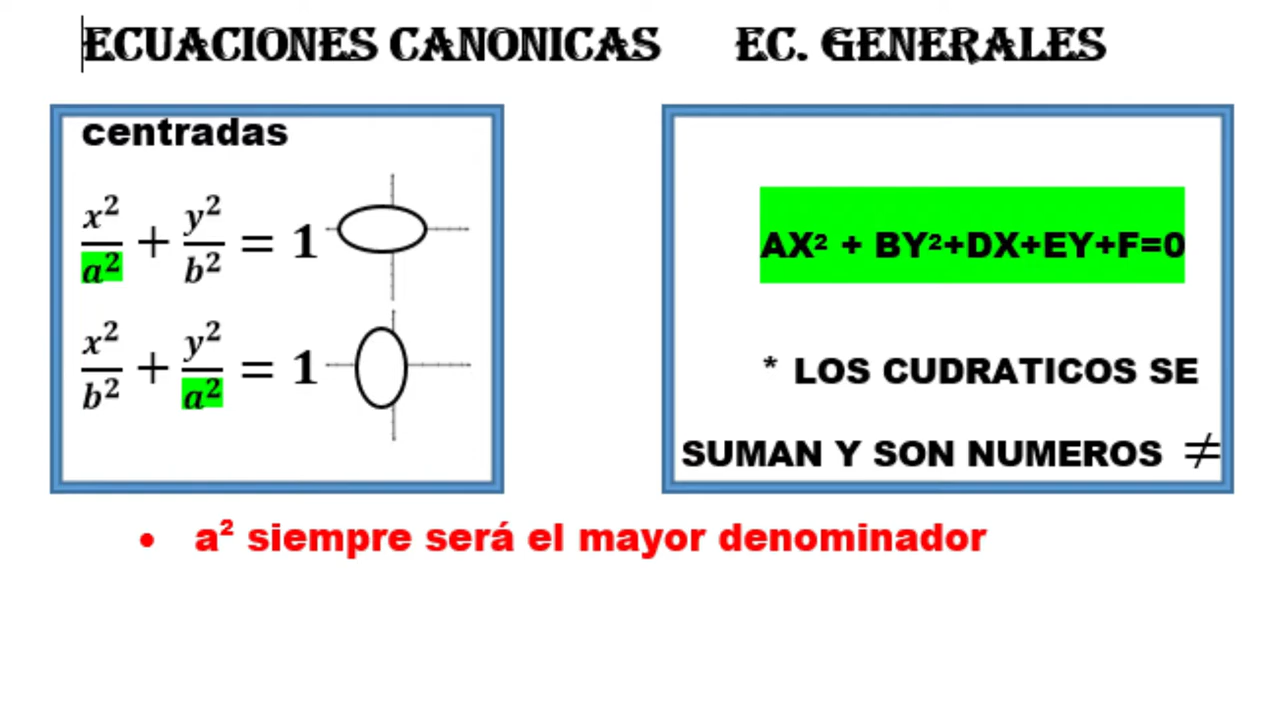 ECUACIONES CANONICAS EC. GENERALES
centradas
x²/a² + y²/b² = 1
x²/b² + y²/a² = 1
AX² + BY²+DX+EY+F=0
* LOS CUDRATICOS SE
SUMAN Y SON NUMEROS ≠
• a² siempre será el mayor denominador